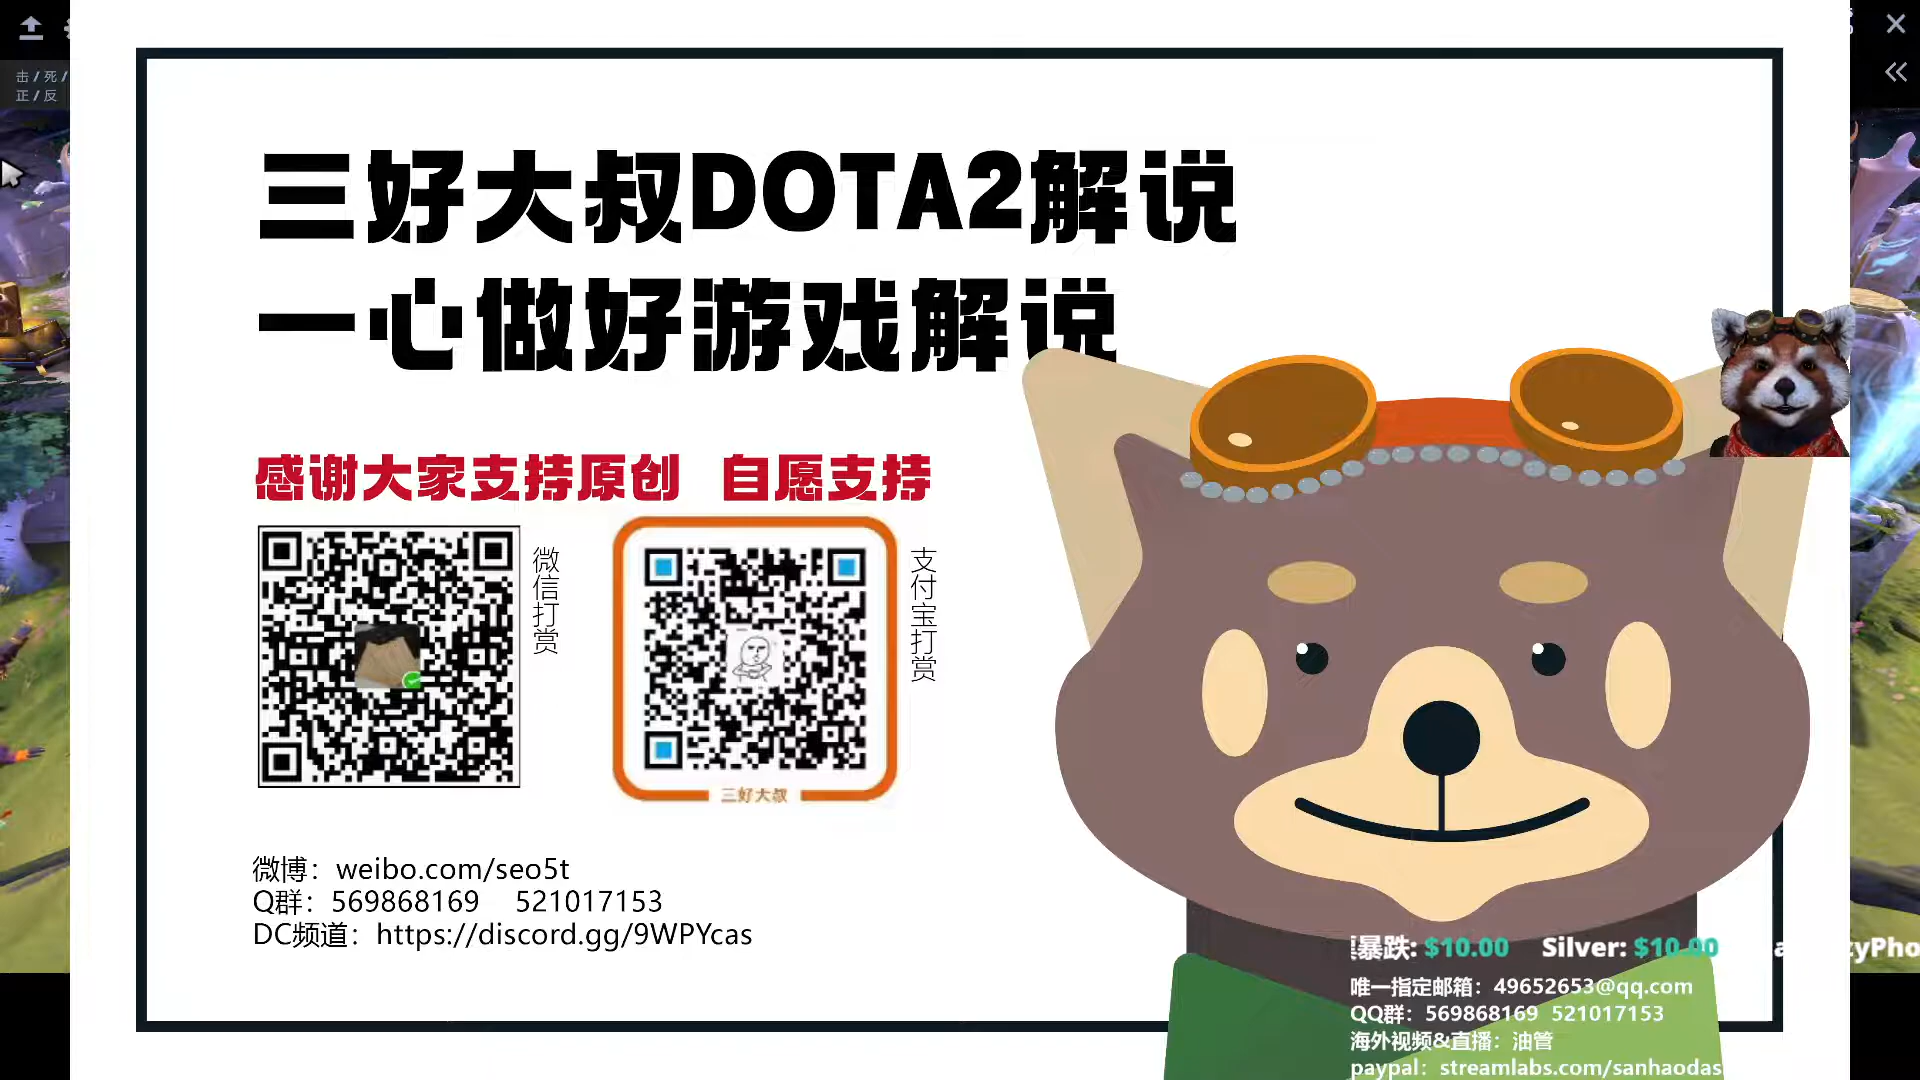 击/死/
正/反
三好大叔DOTA2解说
一心做好游戏解说
感谢大家支持原创 自愿支持
微信打赏
支付宝打赏
三好大叔
微博：weibo.com/seo5t
Q群：569868169 521017153
DC频道：https://discord.gg/9WPYcas
暴跌: $10.00 Silver: $10.00
唯一指定邮箱：49652653@qq.com
QQ群：569868169 521017153
海外视频&直播：油管
paypal：streamlabs.com/sanhaodas